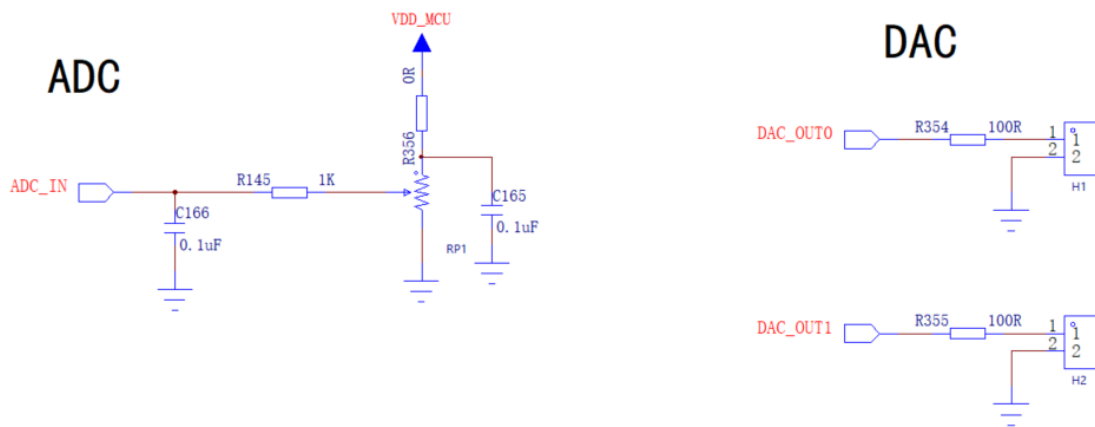 ADC
VDD_MCU
0R
R356
ADC_IN
R145 1K
C166
0.1uF
C165
0.1uF
RP1
DAC
DAC_OUT0 R354 100R 1 1
2 2
H1
DAC_OUT1 R355 100R 1 1
2 2
H2